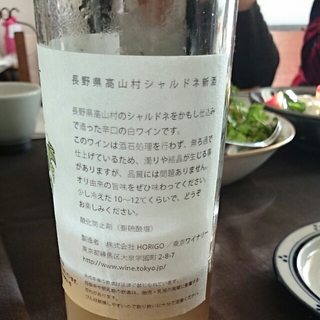 長野県高山村シャルドネ新酒
長野県高山村のシャルドネをかもし仕込み
で造った辛口の白ワインです。
このワインは酒石処理を行わず、無ろ過で
仕上げているため、濁りや結晶が生じる事
がありますが、品質には問題ありません。
オリ由来の旨味をぜひ味わってください。
少し冷えた10〜12℃くらいで、どうぞ
お楽しみください。
酸化防止剤（亜硫酸塩）
製造者：株式会社 HORIGO／東京ワイナリー
東京都練馬区大泉学園町 2-8-7
http://www.wine.tokyo.jp/